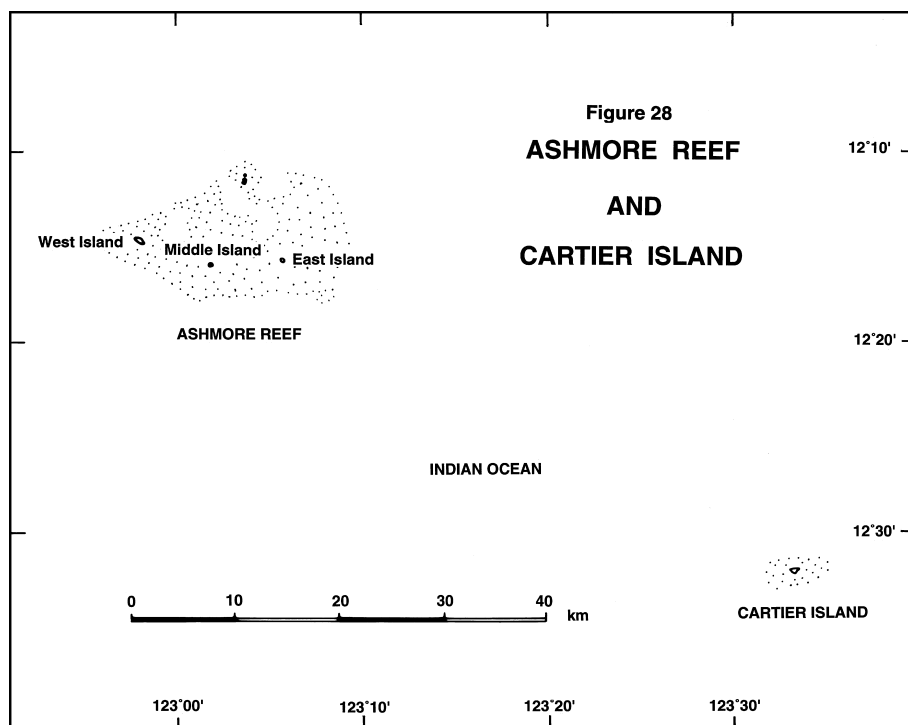 Figure 28
ASHMORE REEF
AND
CARTIER ISLAND
12°10'
West Island
Middle Island
East Island
ASHMORE REEF
12°20'
INDIAN OCEAN
12°30'
0 10 20 30 40 km
CARTIER ISLAND
123°00' 123°10' 123°20' 123°30'